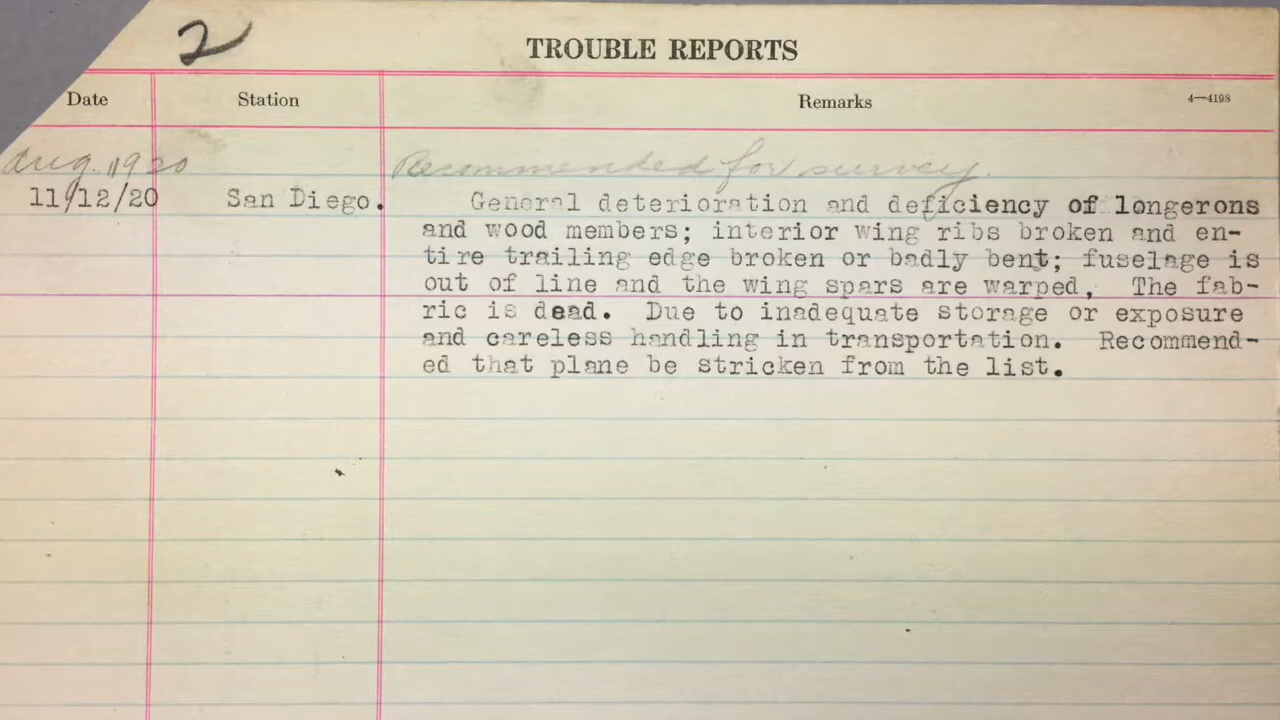 2
TROUBLE REPORTS
Date Station Remarks 4—4198
Aug. 1920 Recommended for survey.
11/12/20 San Diego. General deterioration and deficiency of longerons
and wood members; interior wing ribs broken and en-
tire trailing edge broken or badly bent; fuselage is
out of line and the wing spars are warped, The fab-
ric is dead. Due to inadequate storage or exposure
and careless handling in transportation. Recommend-
ed that plane be stricken from the list.